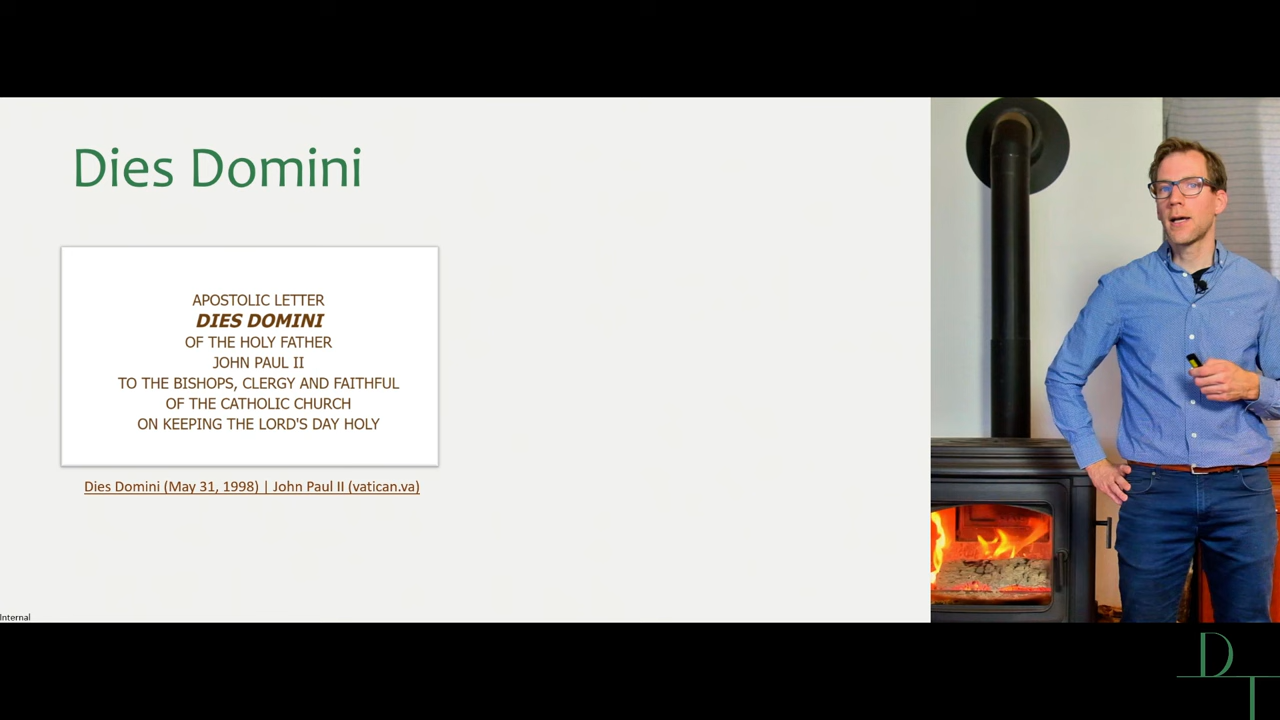 Dies Domini
APOSTOLIC LETTER
DIES DOMINI
OF THE HOLY FATHER
JOHN PAUL II
TO THE BISHOPS, CLERGY AND FAITHFUL
OF THE CATHOLIC CHURCH
ON KEEPING THE LORD'S DAY HOLY
Dies Domini (May 31, 1998) | John Paul II (vatican.va)
Internal
DT